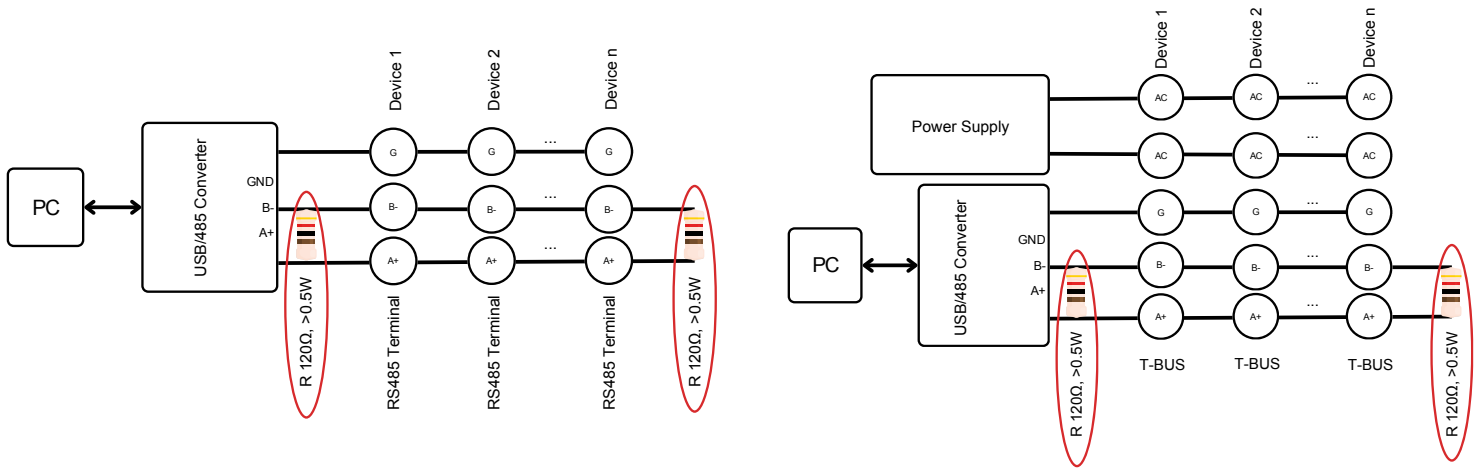 Device 1
Device 2
Device n
PC
USB/485 Converter
GND
B-
A+
G
G
...
G
B-
B-
...
B-
A+
A+
...
A+
R 120Ω, >0.5W
RS485 Terminal
RS485 Terminal
RS485 Terminal
R 120Ω, >0.5W
Device 1
Device 2
Device n
Power Supply
AC
AC
...
AC
AC
AC
...
AC
PC
USB/485 Converter
GND
B-
A+
G
G
...
G
B-
B-
...
B-
A+
A+
...
A+
R 120Ω, >0.5W
T-BUS
T-BUS
T-BUS
R 120Ω, >0.5W